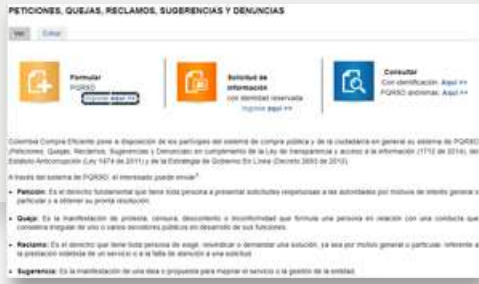 PETICIONES, QUEJAS, RECLAMOS, SUGERENCIAS Y DENUNCIAS
Ver
Editar
Formular
PQRSD
Ingrese aquí >>
Solicitud de
información
con identidad reservada
Ingrese aquí >>
Consultar
Con identificación. Aquí >>
PQRSD anónimas. Aquí >>
Colombia Compra Eficiente pone a disposición de los partícipes del sistema de compra pública y de la ciudadanía en general su sistema de PQRSD
(Peticiones, Quejas, Reclamos, Sugerencias y Denuncias) en cumplimiento de la Ley de transparencia y acceso a la información (1712 de 2014), del
Estatuto Anticorrupción (Ley 1474 de 2011) y de la Estrategia de Gobierno En Línea (Decreto 2693 de 2012).
A través del sistema de PQRSD, el interesado puede enviar
• Petición: Es el derecho fundamental que tiene toda persona a presentar solicitudes respetuosas a las autoridades por motivos de interés general o
particular y a obtener su pronta resolución.
• Queja: Es la manifestación de protesta, censura, descontento o inconformidad que formula una persona en relación con una conducta que
considera irregular de uno o varios servidores públicos en desarrollo de sus funciones.
• Reclamo: Es el derecho que tiene toda persona de exigir, reivindicar o demandar una solución, ya sea por motivo general o particular, referente a
la prestación indebida de un servicio o a la falta de atención a una solicitud.
• Sugerencia: Es la manifestación de una idea o propuesta para mejorar el servicio o la gestión de la entidad.